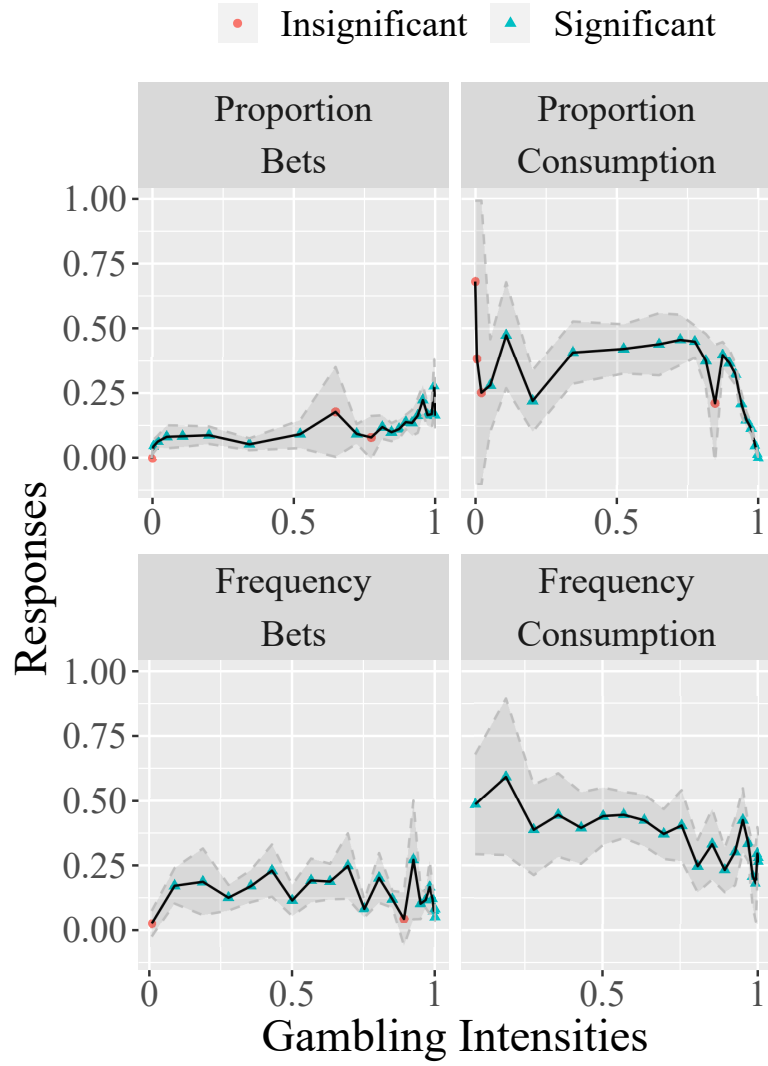 Insignificant Significant
Proportion
Bets
Proportion
Consumption
1.00
0.75
0.50
0.25
0.00
0 0.5 1
0 0.5 1
Responses
Frequency
Bets
Frequency
Consumption
1.00
0.75
0.50
0.25
0.00
0 0.5 1
0.5 1
Gambling Intensities